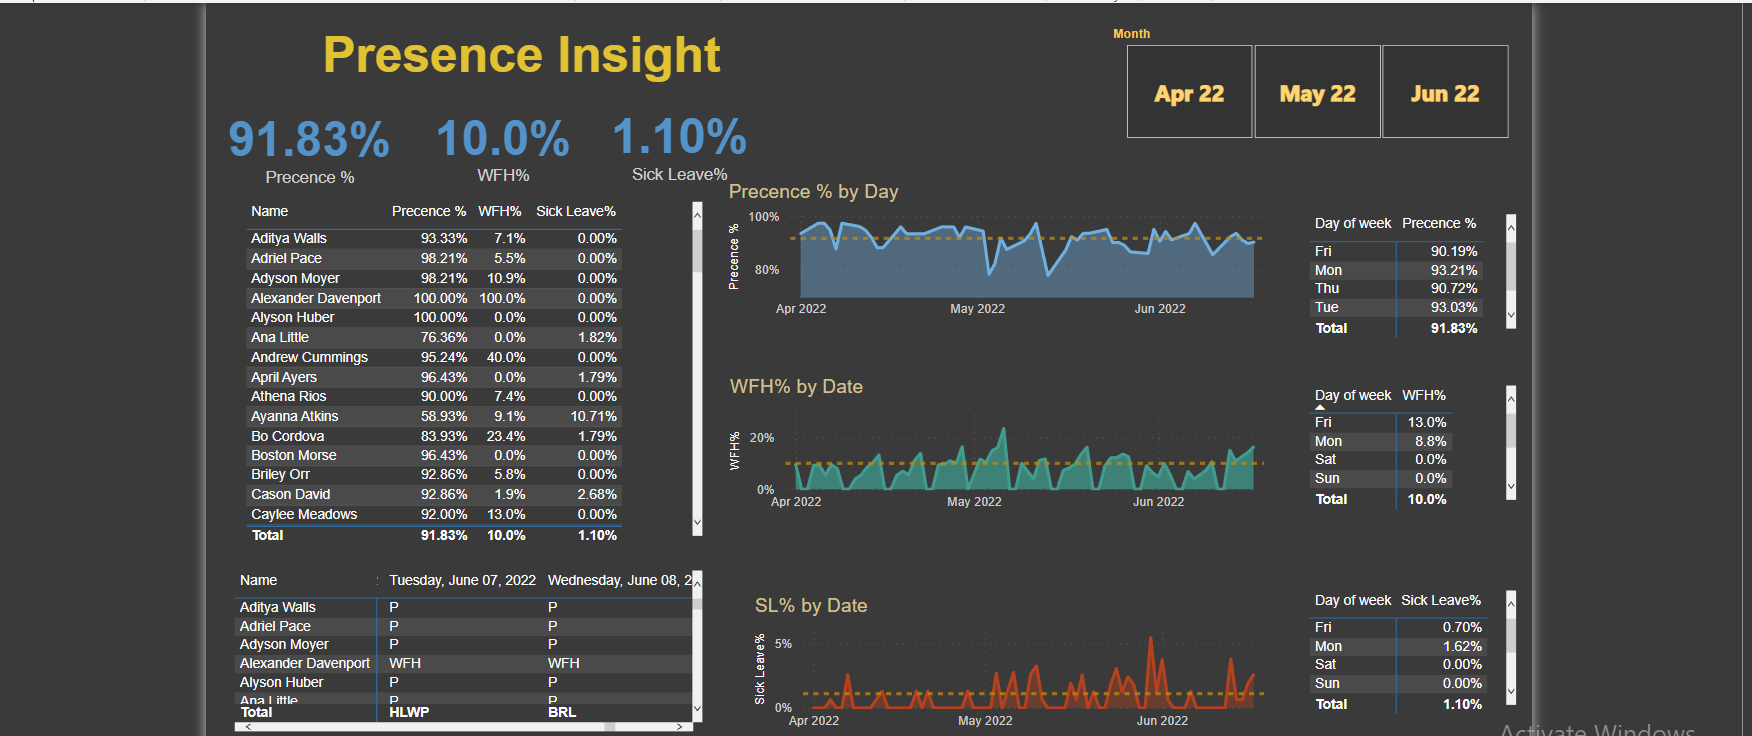 Presence Insight
Month
Apr 22 May 22 Jun 22
91.83% 10.0% 1.10%
Precence % WFH% Sick Leave%
Name Precence % WFH% Sick Leave%
Aditya Walls 93.33% 7.1% 0.00%
Adriel Pace 98.21% 5.5% 0.00%
Adyson Moyer 98.21% 10.9% 0.00%
Alexander Davenport 100.00% 100.0% 0.00%
Alyson Huber 100.00% 0.0% 0.00%
Ana Little 76.36% 0.0% 1.82%
Andrew Cummings 95.24% 40.0% 0.00%
April Ayers 96.43% 0.0% 1.79%
Athena Rios 90.00% 7.4% 0.00%
Ayanna Atkins 58.93% 9.1% 10.71%
Bo Cordova 83.93% 23.4% 1.79%
Boston Morse 96.43% 0.0% 0.00%
Briley Orr 92.86% 5.8% 0.00%
Cason David 92.86% 1.9% 2.68%
Caylee Meadows 92.00% 13.0% 0.00%
Total 91.83% 10.0% 1.10%
Name Tuesday, June 07, 2022 Wednesday, June 08, 2
Aditya Walls P P
Adriel Pace P P
Adyson Moyer P P
Alexander Davenport WFH WFH
Alyson Huber P P
Ana Little P P
Total HLWP BRL
Precence % by Day
Precence %
100%
80%
Apr 2022 May 2022 Jun 2022
Day of week Precence %
Fri 90.19%
Mon 93.21%
Thu 90.72%
Tue 93.03%
Total 91.83%
WFH% by Date
WFH%
20%
0%
Apr 2022 May 2022 Jun 2022
Day of week WFH%
Fri 13.0%
Mon 8.8%
Sat 0.0%
Sun 0.0%
Total 10.0%
SL% by Date
Sick Leave%
5%
0%
Apr 2022 May 2022 Jun 2022
Day of week Sick Leave%
Fri 0.70%
Mon 1.62%
Sat 0.00%
Sun 0.00%
Total 1.10%
Activate Windows